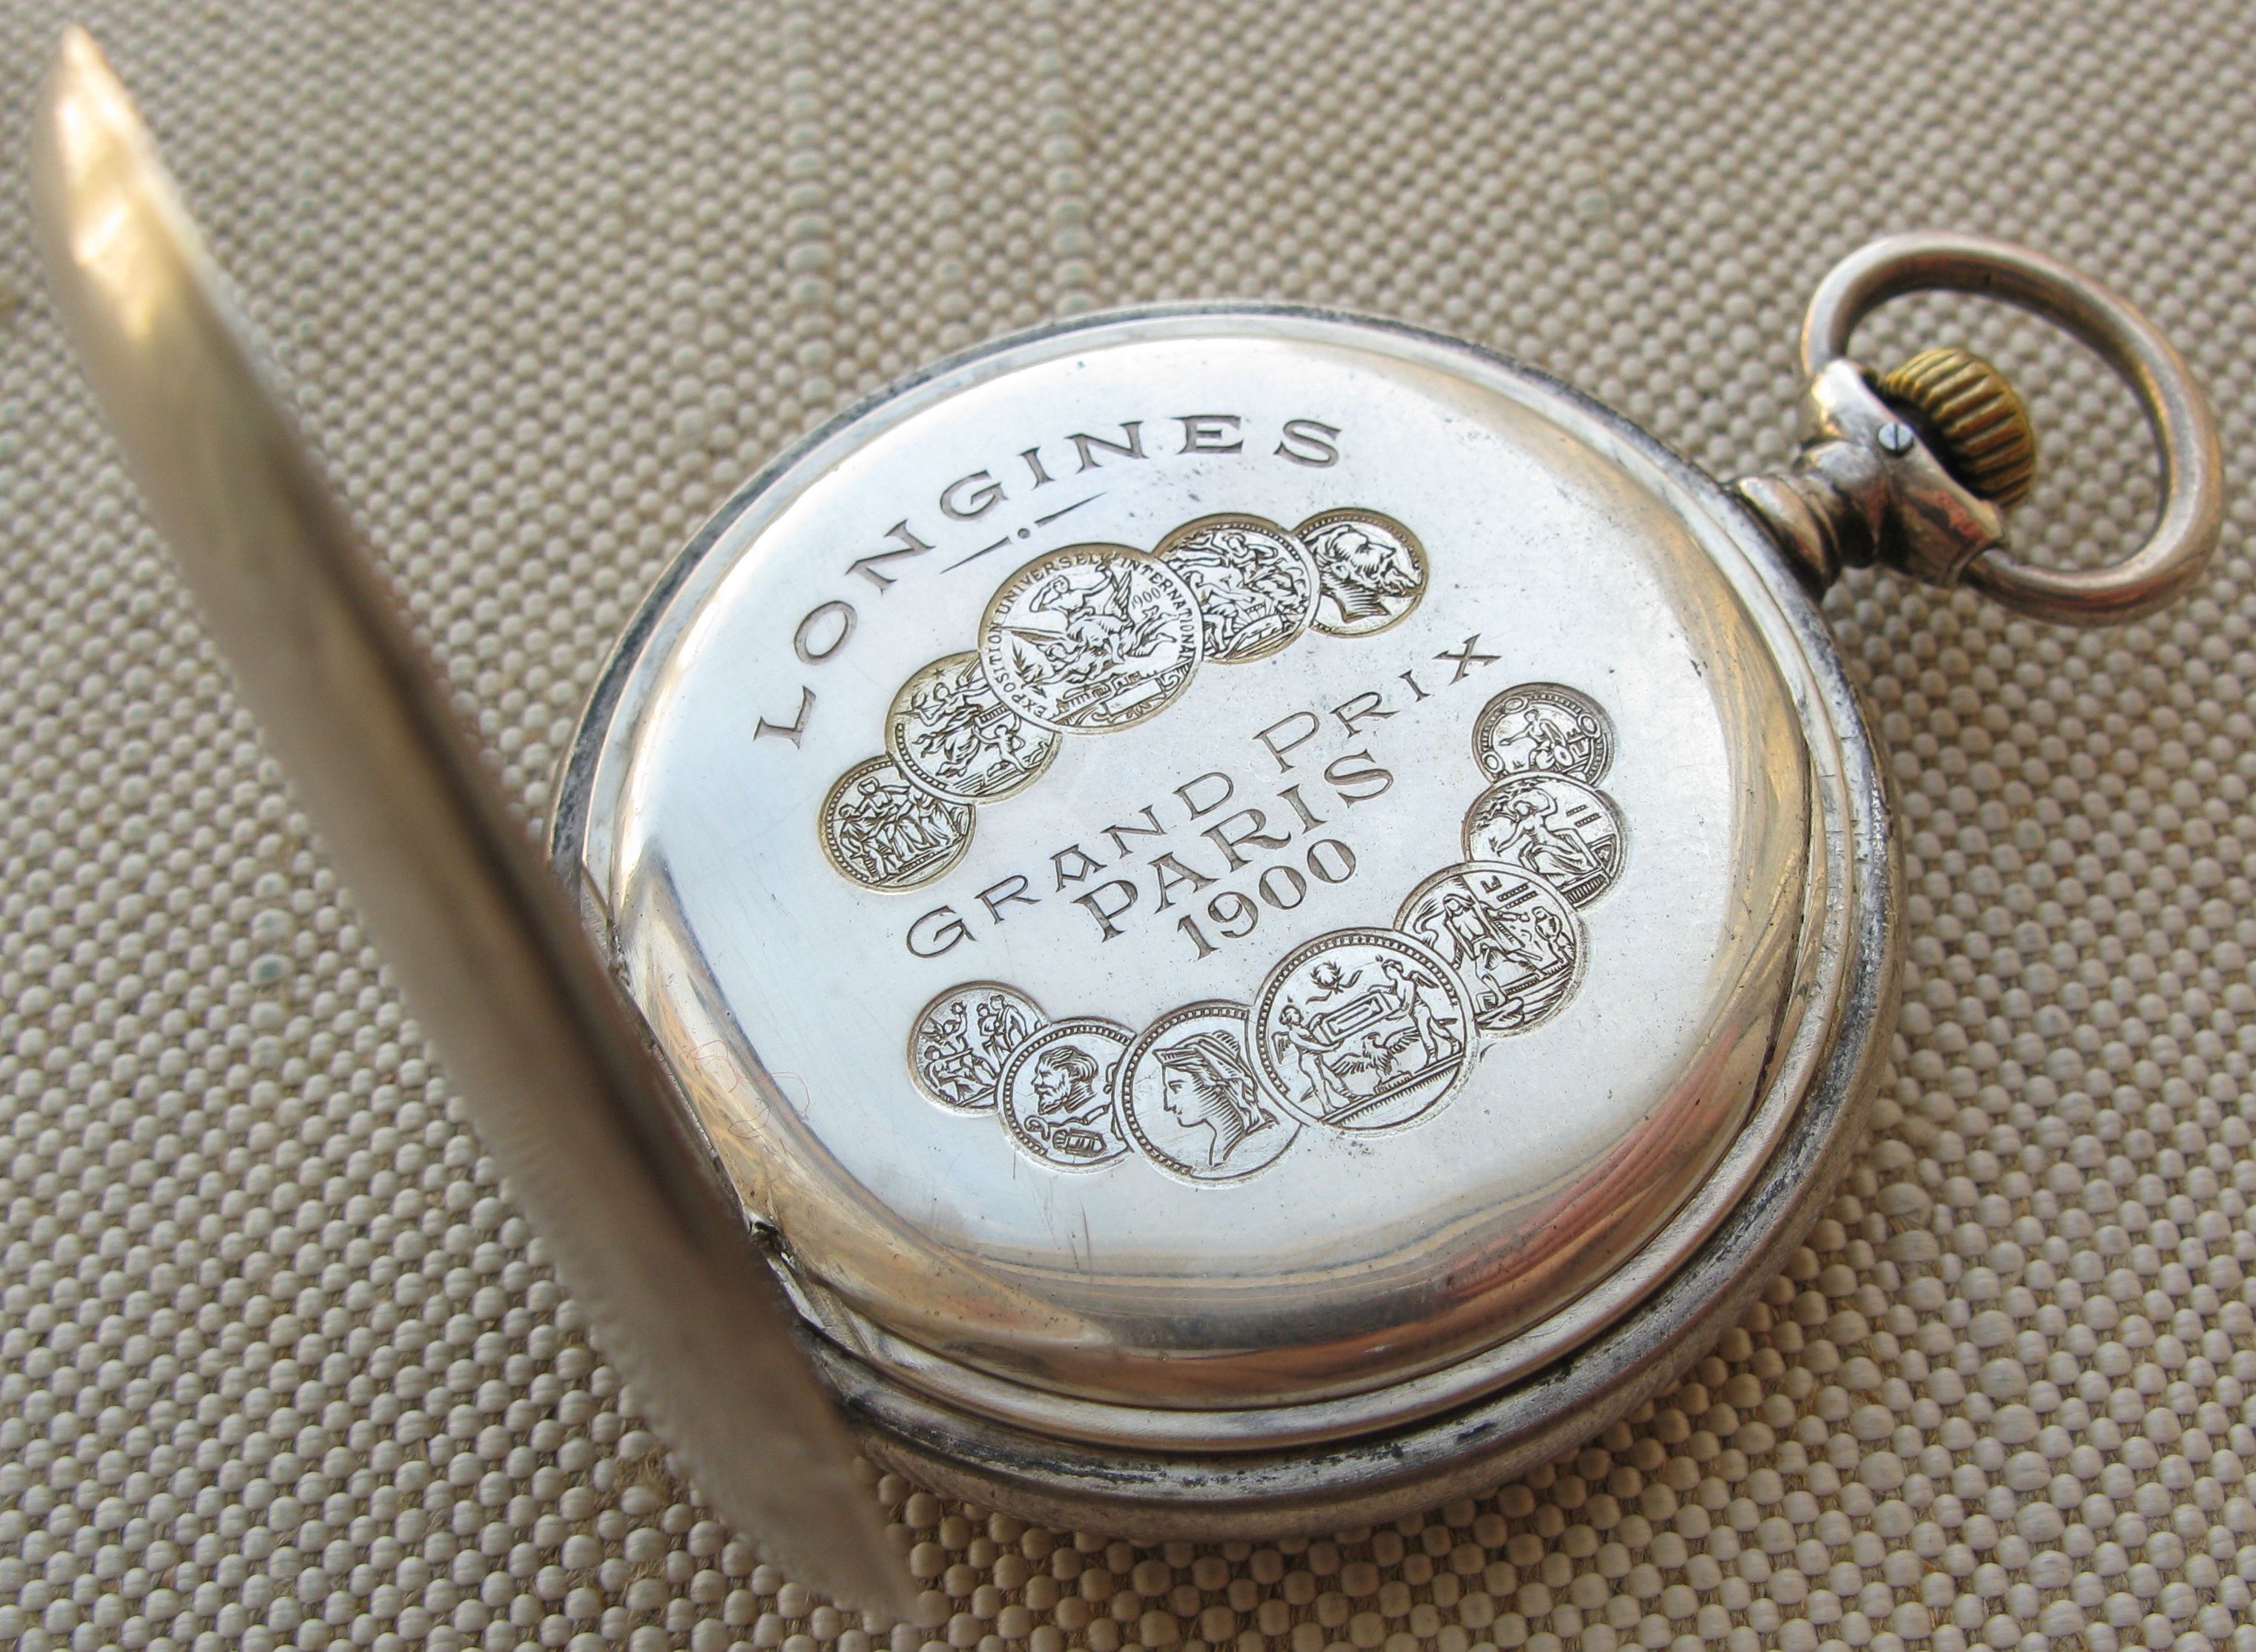 LONGINES
EXPOSITION UNIVERSELLE INTERNATIONALE
1900
GRAND PRIX
PARIS
1900